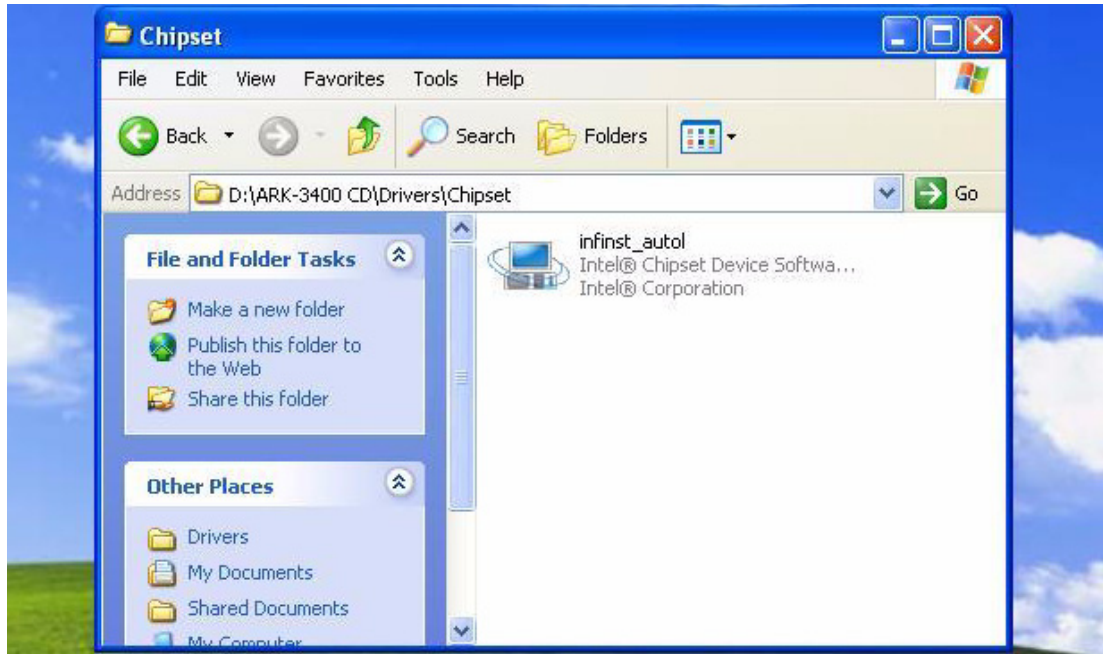 Chipset
File Edit View Favorites Tools Help
Back Search Folders
Address D:\ARK-3400 CD\Drivers\Chipset Go
File and Folder Tasks
Make a new folder
Publish this folder to
the Web
Share this folder
Other Places
Drivers
My Documents
Shared Documents
My Computer
infinst_autol
Intel® Chipset Device Softwa...
Intel® Corporation